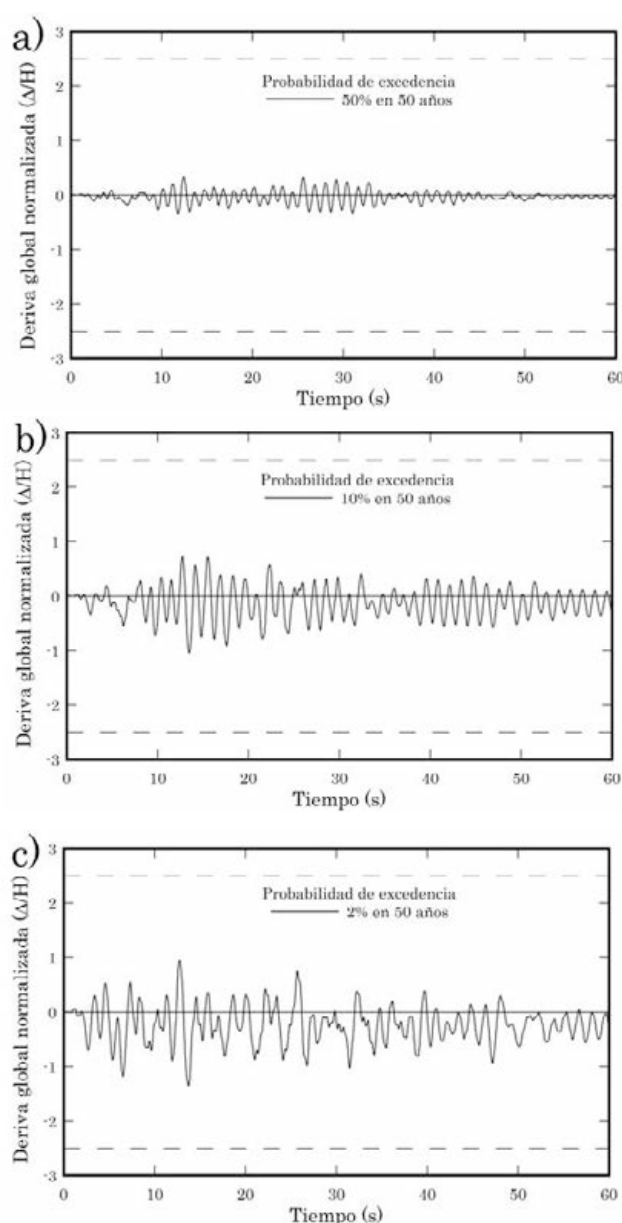 a)
3
2
1
0
-1
-2
-3
Deriva global normalizada (Δ/H)
Probabilidad de excedencia
50% en 50 años
0 10 20 30 40 50 60
Tiempo (s)
b)
3
2
1
0
-1
-2
-3
Deriva global normalizada (Δ/H)
Probabilidad de excedencia
10% en 50 años
0 10 20 30 40 50 60
Tiempo (s)
c)
3
2
1
0
-1
-2
-3
Deriva global normalizada (Δ/H)
Probabilidad de excedencia
2% en 50 años
0 10 20 30 40 50 60
Tiempo (s)